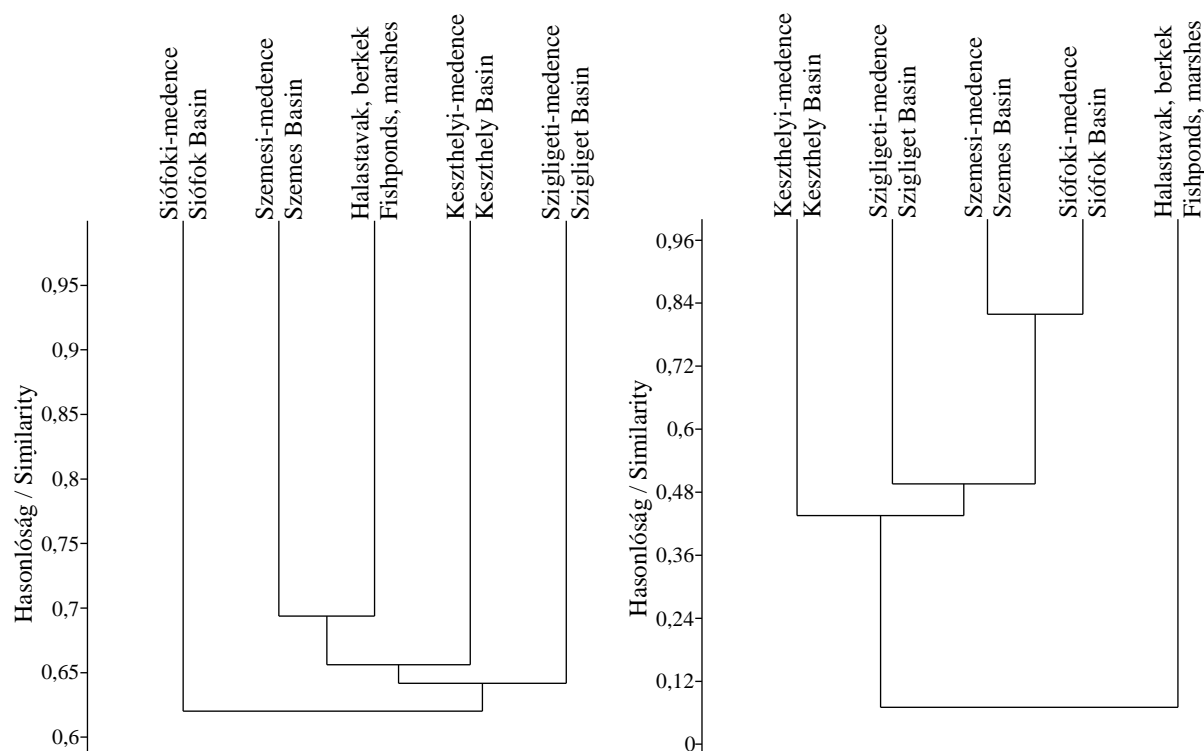 Siófoki-medence
Siófok Basin
Szemesi-medence
Szemes Basin
Halastavak, berkek
Fishponds, marshes
Keszthelyi-medence
Keszthely Basin
Szigligeti-medence
Szigliget Basin
Hasonlóság / Similarity
0,95
0,9
0,85
0,8
0,75
0,7
0,65
0,6
Keszthelyi-medence
Keszthely Basin
Szigligeti-medence
Szigliget Basin
Szemesi-medence
Szemes Basin
Siófoki-medence
Siófok Basin
Halastavak, berkek
Fishponds, marshes
Hasonlóság / Similarity
0,96
0,84
0,72
0,6
0,48
0,36
0,24
0,12
0